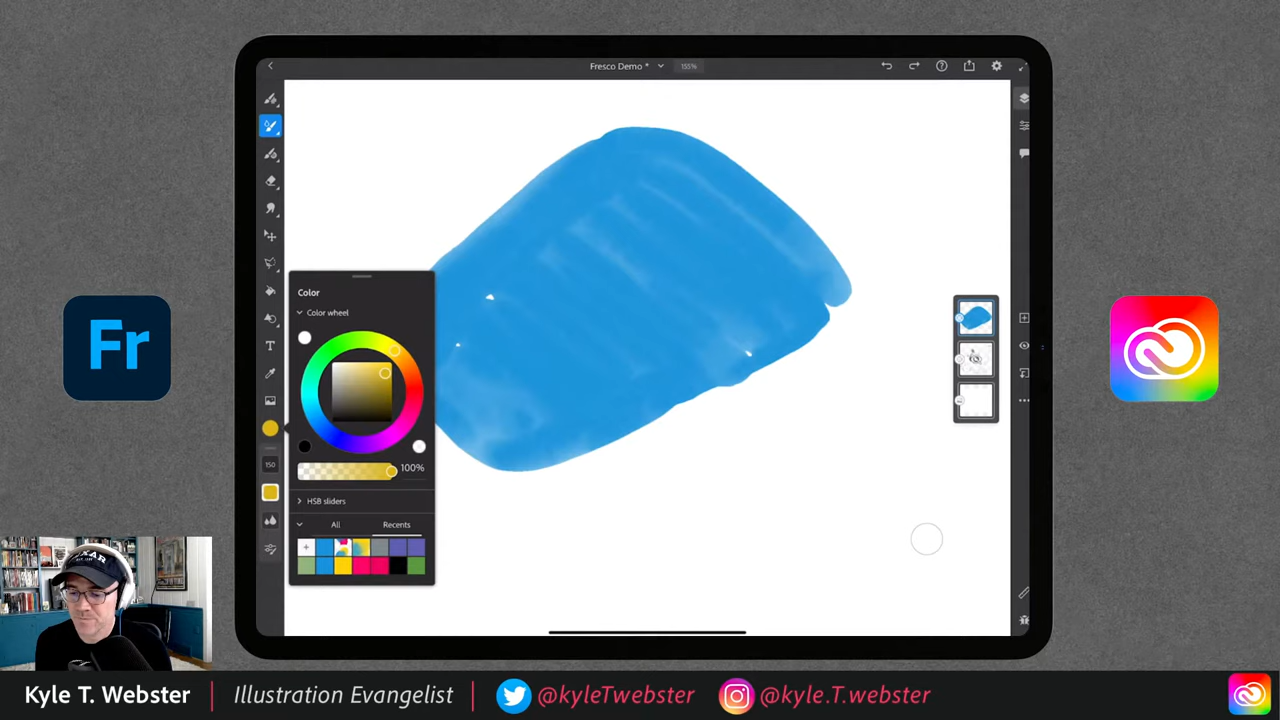 Fresco Demo * 155%
Color
Color wheel
100%
HSB sliders
All Recents
T
150
Fr
Kyle T. Webster | Illustration Evangelist @kyleTwebster | @kyle.T.webster